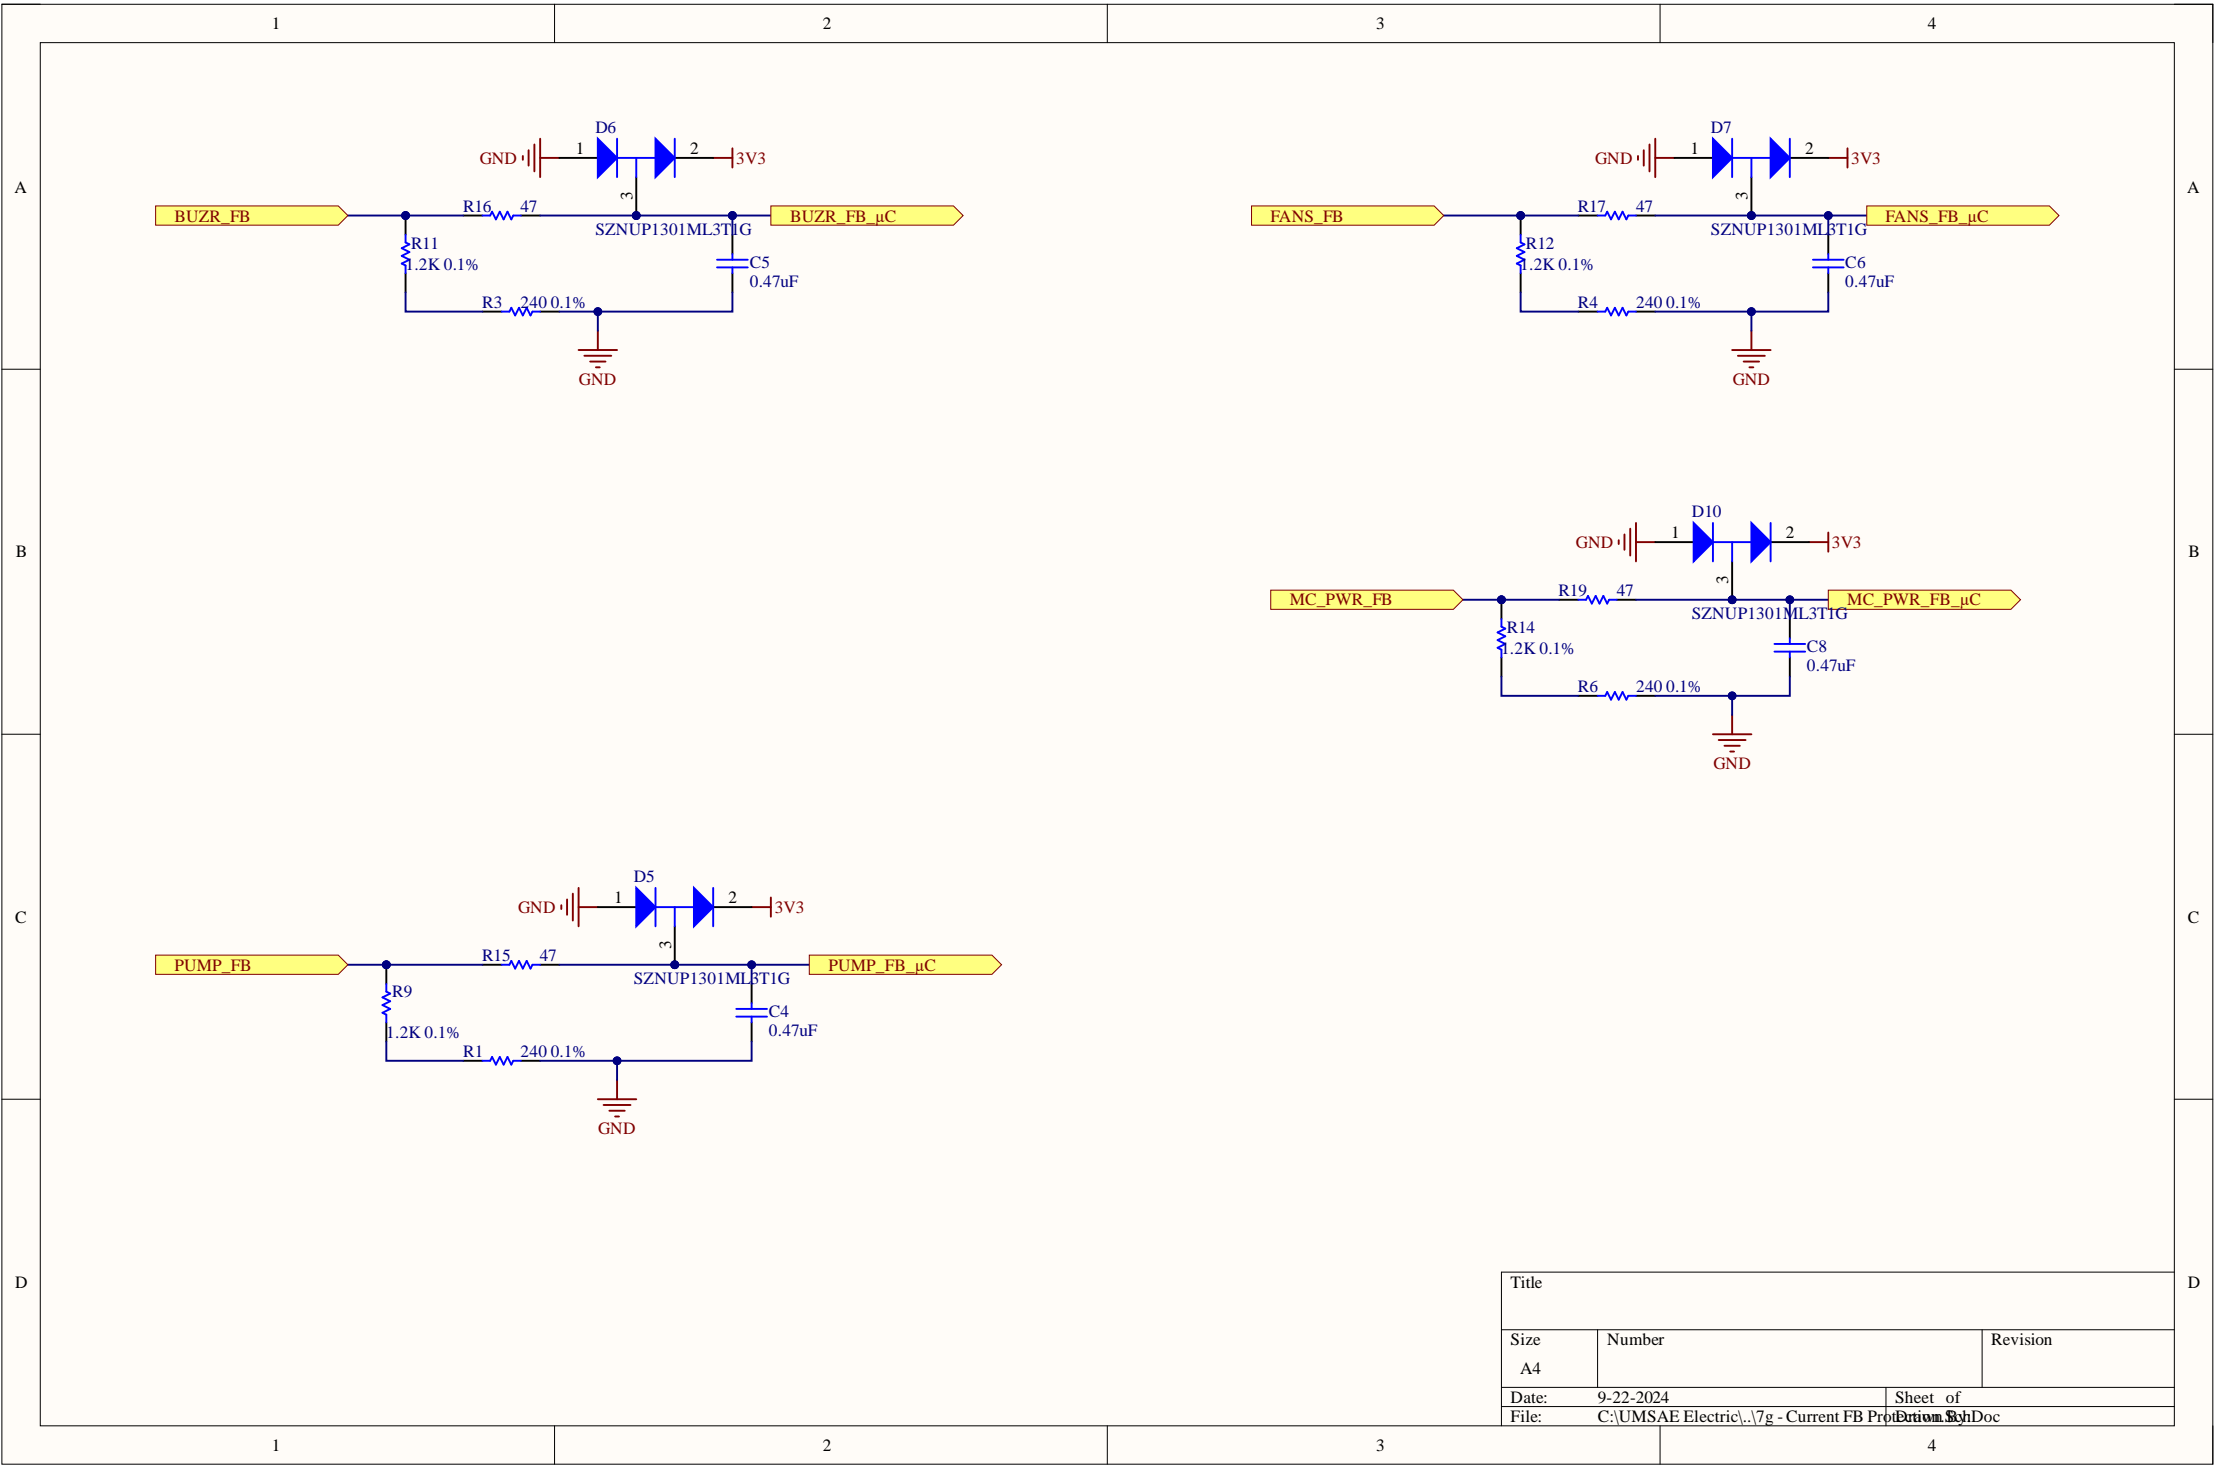 1 2 3 4
A A
B B
C C
D D
D6
GND 1 2 3V3
3
BUZR_FB R16 47 BUZR_FB_µC
SZNUP1301ML3T1G
R11
1.2K 0.1%
C5
0.47uF
R3 240 0.1%
GND
D7
GND 1 2 3V3
3
FANS_FB R17 47 FANS_FB_µC
SZNUP1301ML3T1G
R12
1.2K 0.1%
C6
0.47uF
R4 240 0.1%
GND
D10
GND 1 2 3V3
3
MC_PWR_FB R19 47 MC_PWR_FB_µC
SZNUP1301ML3T1G
R14
1.2K 0.1%
C8
0.47uF
R6 240 0.1%
GND
D5
GND 1 2 3V3
3
PUMP_FB R15 47 PUMP_FB_µC
SZNUP1301ML3T1G
R9
1.2K 0.1%
C4
0.47uF
R1 240 0.1%
GND
Title
Size Number Revision
A4
Date: 9-22-2024 Sheet of
File: C:\UMSAE Electric\..\7g - Current FB Protection.SchDoc Drawn By:
1 2 3 4